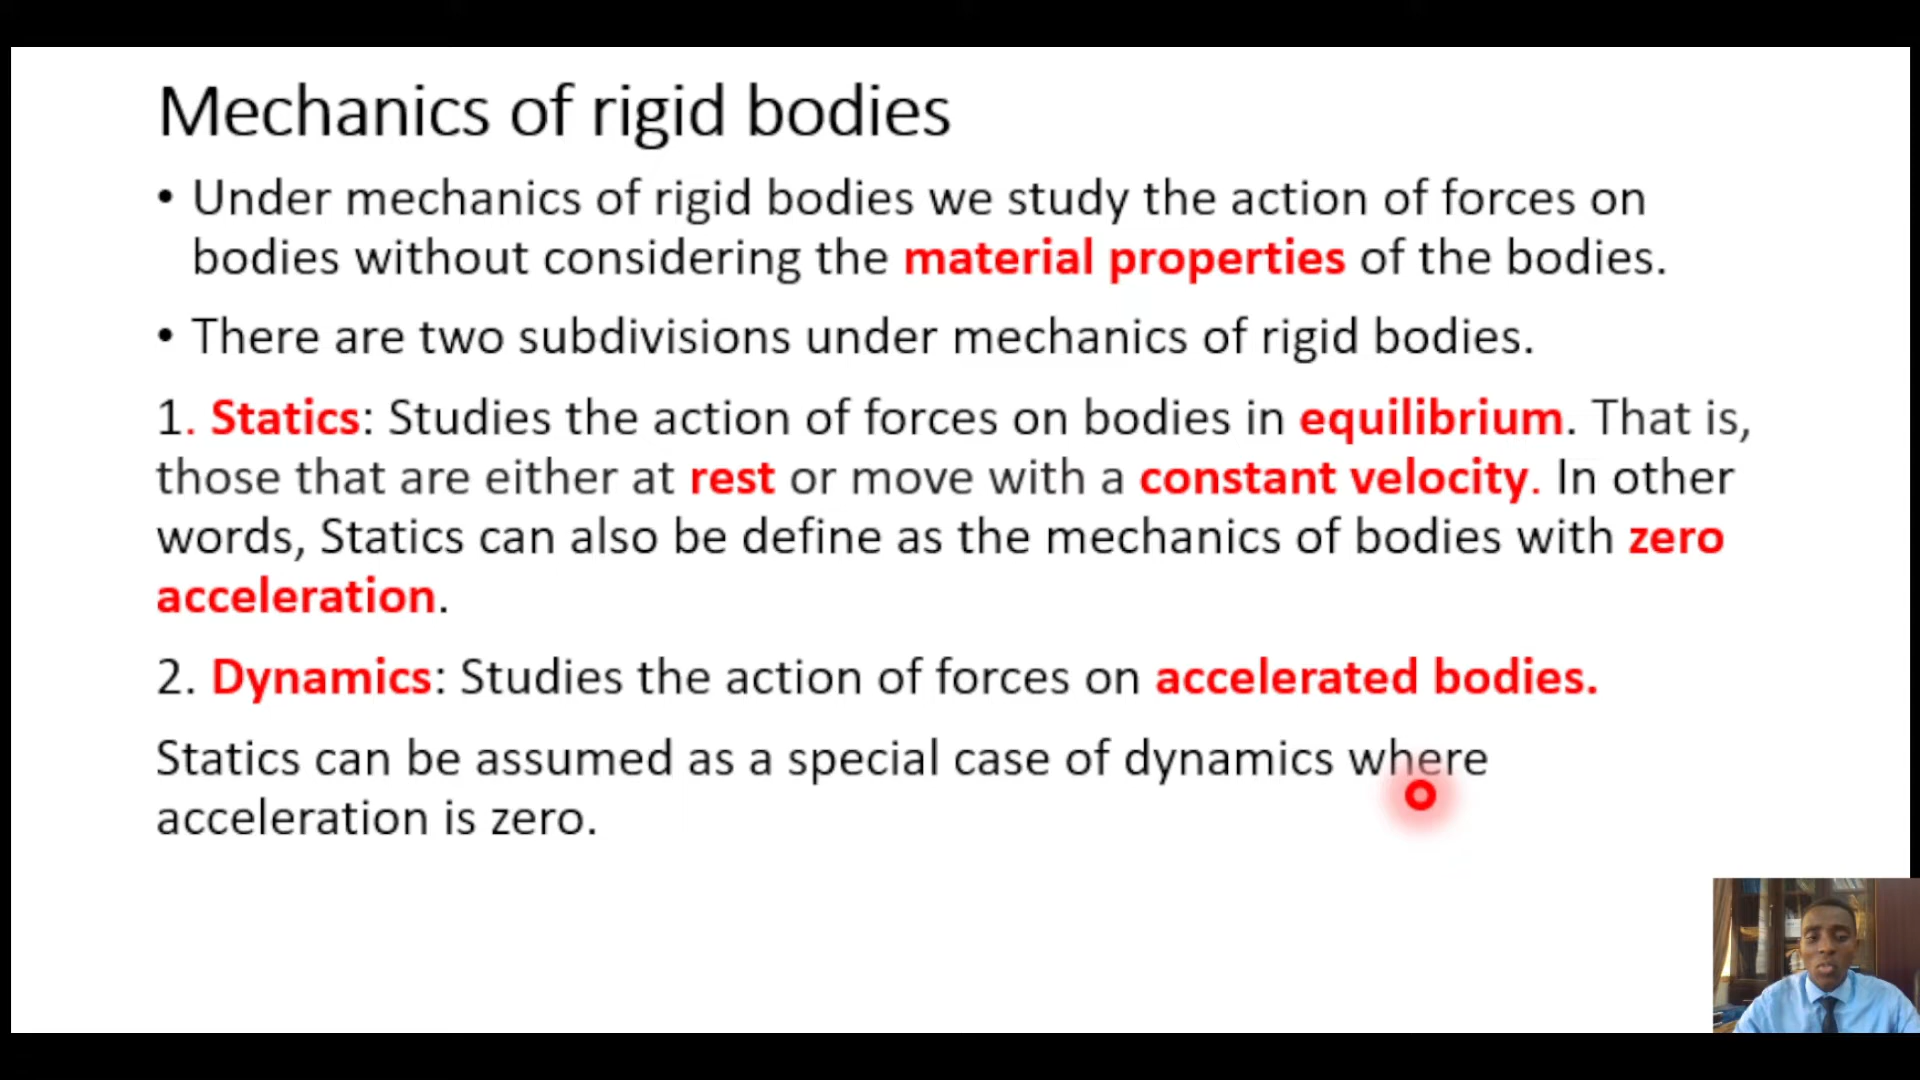 Mechanics of rigid bodies
• Under mechanics of rigid bodies we study the action of forces on
bodies without considering the material properties of the bodies.
• There are two subdivisions under mechanics of rigid bodies.
1. Statics: Studies the action of forces on bodies in equilibrium. That is,
those that are either at rest or move with a constant velocity. In other
words, Statics can also be define as the mechanics of bodies with zero
acceleration.
2. Dynamics: Studies the action of forces on accelerated bodies.
Statics can be assumed as a special case of dynamics where
acceleration is zero.